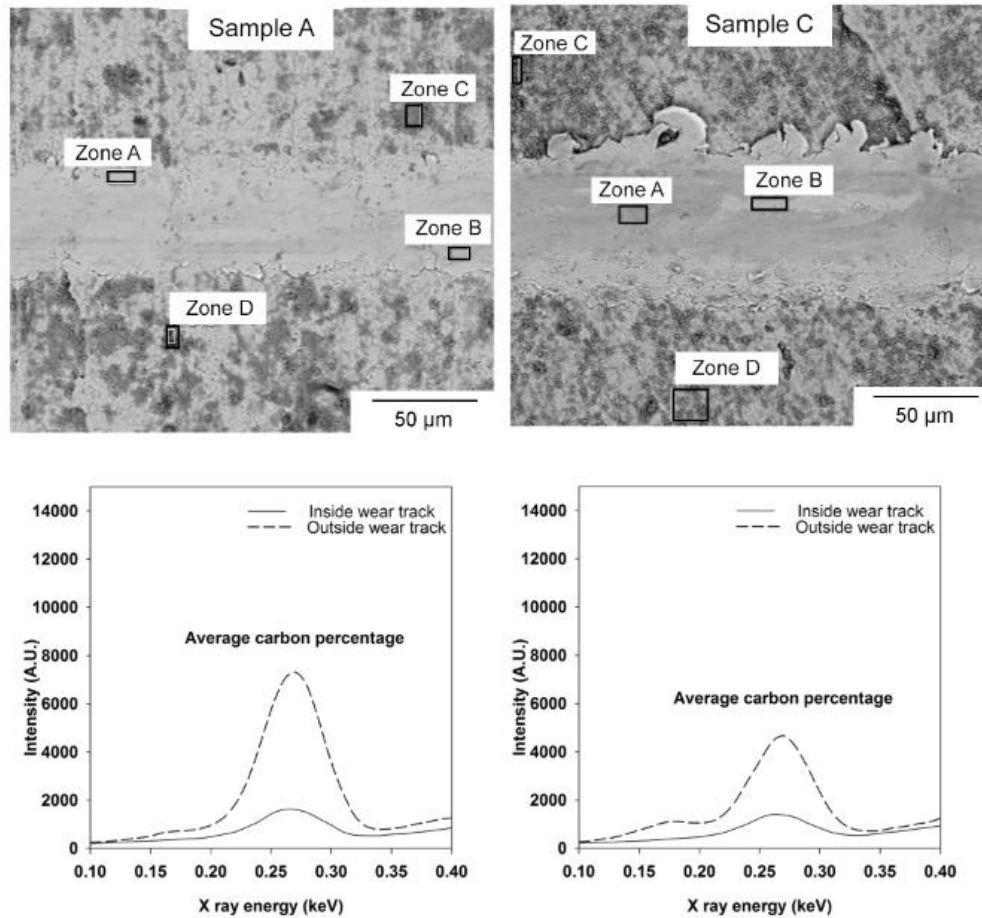 Sample A
Zone C
Zone A
Zone B
Zone D
50 µm
Sample C
Zone C
Zone B
Zone A
Zone D
50 µm
14000
12000
10000
8000
6000
4000
2000
0
Intensity (A.U.)
Inside wear track
Outside wear track
Average carbon percentage
0.10 0.15 0.20 0.25 0.30 0.35 0.40
X ray energy (keV)
14000
12000
10000
8000
6000
4000
2000
0
Intensity (A.U.)
Inside wear track
Outside wear track
Average carbon percentage
0.10 0.15 0.20 0.25 0.30 0.35 0.40
X ray energy (keV)